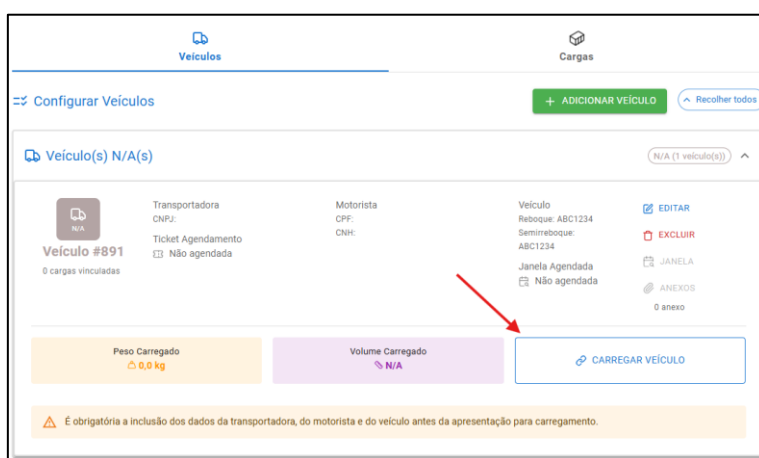 Veículos
Cargas
Configurar Veículos
+ ADICIONAR VEÍCULO
Recolher todos
Veículo(s) N/A(s)
N/A (1 veículo(s))
N/A
Veículo #891
0 cargas vinculadas
Transportadora
CNPJ:
Ticket Agendamento
Não agendada
Motorista
CPF:
CNH:
Veículo
Reboque: ABC1234
Semirreboque:
ABC1234
Janela Agendada
Não agendada
EDITAR
EXCLUIR
JANELA
ANEXOS
0 anexo
Peso Carregado
0,0 kg
Volume Carregado
N/A
CARREGAR VEÍCULO
É obrigatória a inclusão dos dados da transportadora, do motorista e do veículo antes da apresentação para carregamento.